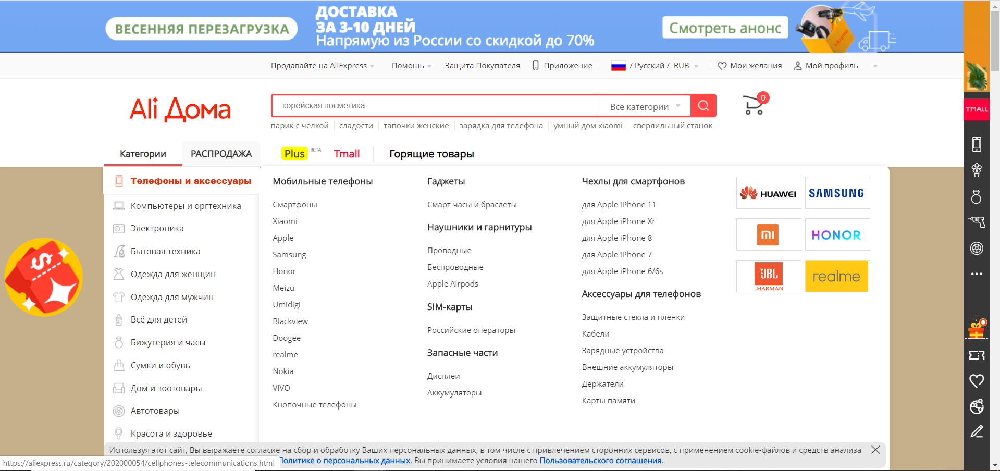 ВЕСЕННЯЯ ПЕРЕЗАГРУЗКА
ДОСТАВКА
ЗА 3-10 ДНЕЙ
Напрямую из России со скидкой до 70%
Смотреть анонс
AliExpress
Продавайте на AliExpress
Помощь
Защита Покупателя
Приложение
/ Русский / RUB
Мои желания
Мой профиль
Ali Дома
корейская косметика
Все категории
0
TMALL
парик с челкой
сладости
тапочки женские
зарядка для телефона
умный дом xiaomi
сверлильный станок
Категории
РАСПРОДАЖА
Plus BETA
Tmall
Горящие товары
Телефоны и аксессуары
Компьютеры и оргтехника
Электроника
Бытовая техника
Одежда для женщин
Одежда для мужчин
Всё для детей
Бижутерия и часы
Сумки и обувь
Дом и зоотовары
Автотовары
Красота и здоровье
Мобильные телефоны
Смартфоны
Xiaomi
Apple
Samsung
Honor
Meizu
Umidigi
Blackview
Doogee
realme
Nokia
VIVO
Кнопочные телефоны
Гаджеты
Смарт-часы и браслеты
Наушники и гарнитуры
Проводные
Беспроводные
Apple Airpods
SIM-карты
Российские операторы
Запасные части
Дисплеи
Аккумуляторы
Чехлы для смартфонов
для Apple iPhone 11
для Apple iPhone Xr
для Apple iPhone 8
для Apple iPhone 7
для Apple iPhone 6/6s
Аксессуары для телефонов
Защитные стёкла и плёнки
Кабели
Зарядные устройства
Внешние аккумуляторы
Держатели
Карты памяти
HUAWEI
SAMSUNG
MI
HONOR
JBL
by HARMAN
realme
$
Используя этот сайт, Вы выражаете согласие на сбор и обработку Ваших персональных данных, в том числе с привлечением сторонних сервисов, с применением cookie-файлов и средств анализа
Политике о персональных данных. Вы принимаете условия нашего Пользовательского соглашения.
https://aliexpress.ru/category/202000054/cellphones-telecommunications.html